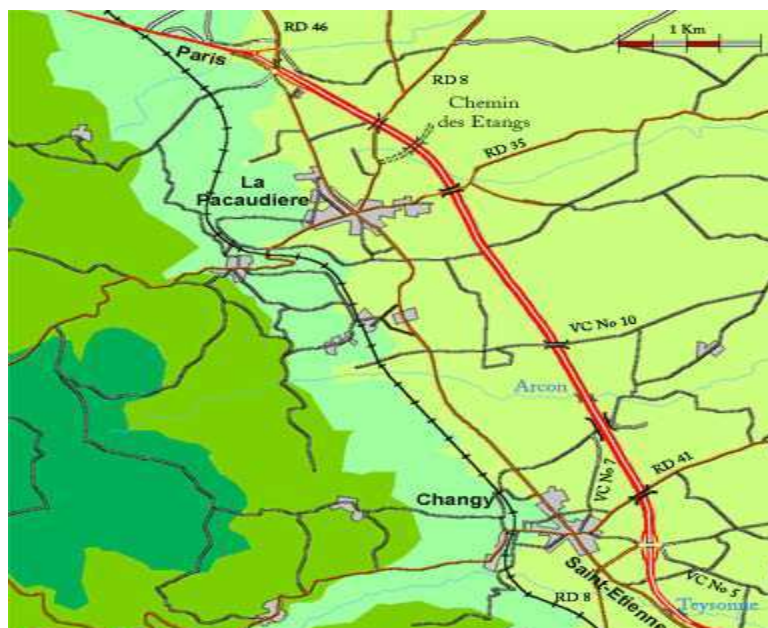 RD 46
1 Km
Paris
RD 8
Chemin
des Etangs
RD 35
La
Pacaudiere
VC No 10
Arcon
RD 41
VC No 7
Changy
Saint-Etienne
VC No 5
RD 8
Teysonne